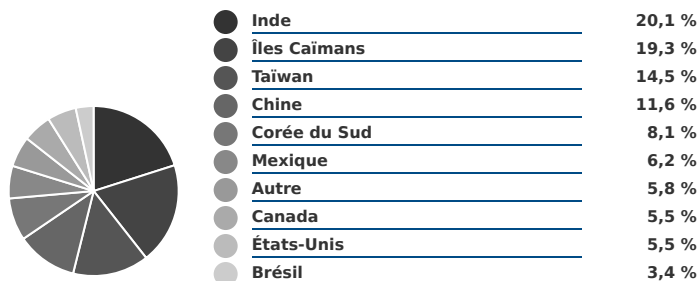 Inde 20,1 %
Îles Caïmans 19,3 %
Taïwan 14,5 %
Chine 11,6 %
Corée du Sud 8,1 %
Mexique 6,2 %
Autre 5,8 %
Canada 5,5 %
États-Unis 5,5 %
Brésil 3,4 %